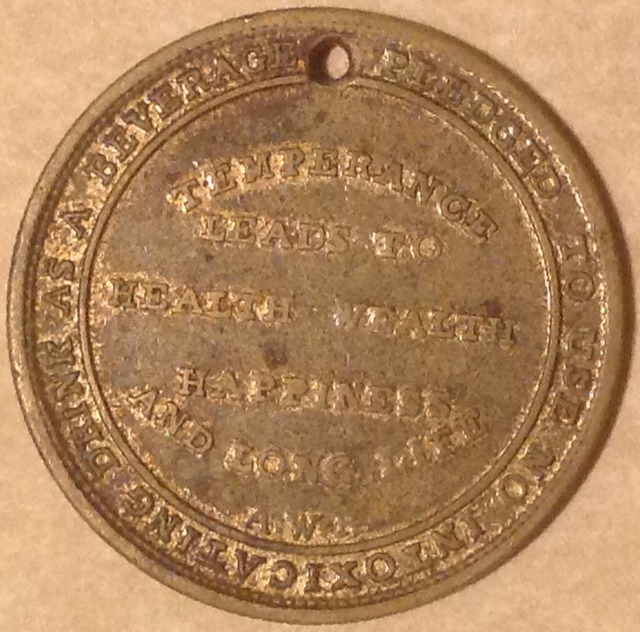 PLEDGED TO USE NO INTOXICATING DRINK AS A BEVERAGE
TEMPERANCE
LEADS TO
HEALTH WEALTH
HAPPINESS
AND LONG LIFE